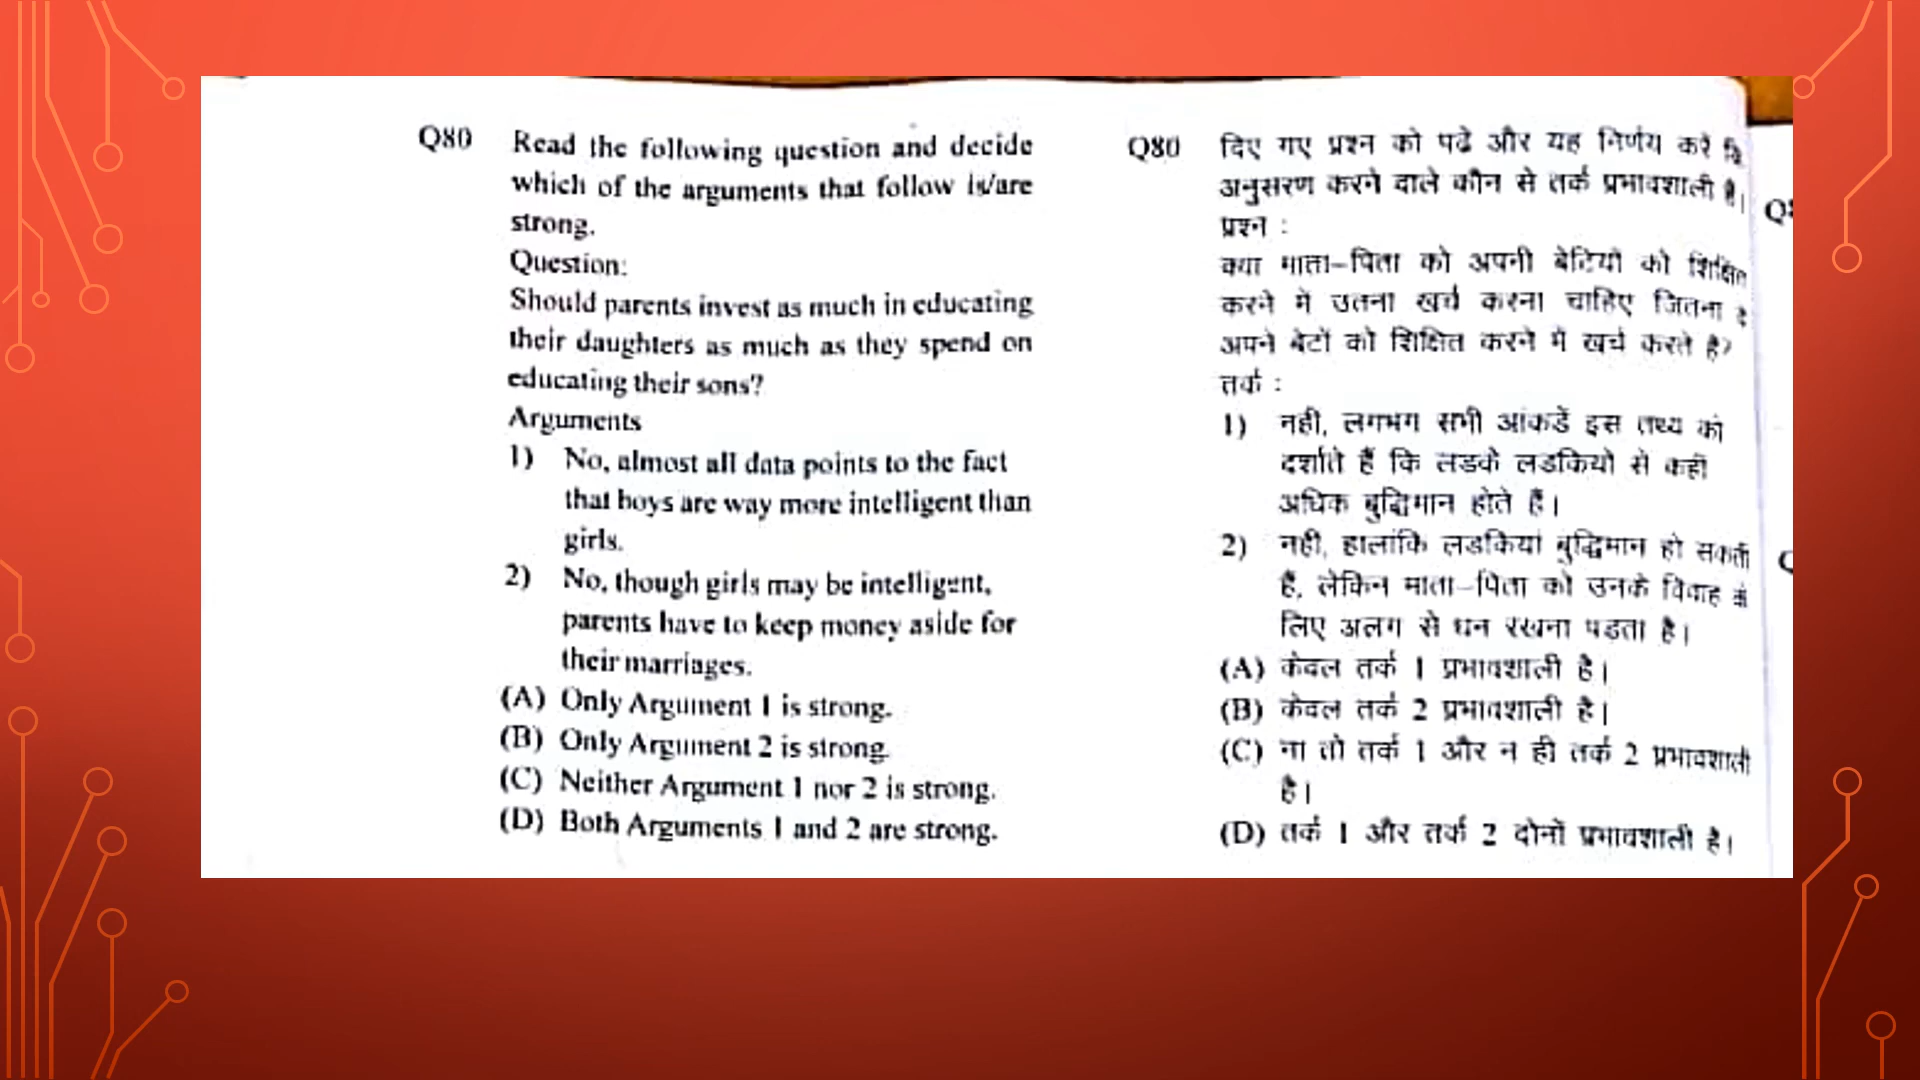 Q80 Read the following question and decide
which of the arguments that follow is/are
strong.
Question:
Should parents invest as much in educating
their daughters as much as they spend on
educating their sons?
Arguments
1) No, almost all data points to the fact
that boys are way more intelligent than
girls.
2) No, though girls may be intelligent,
parents have to keep money aside for
their marriages.
(A) Only Argument 1 is strong.
(B) Only Argument 2 is strong.
(C) Neither Argument 1 nor 2 is strong.
(D) Both Arguments 1 and 2 are strong.
Q80 दिए गए प्रश्न को पढे और यह निर्णय करें
अनुसरण करने वाले कौन से तर्क प्रभावशाली है।
प्रश्न :
क्या माता–पिता को अपनी बेटियों को शिक्षित
करने में उतना खर्च करना चाहिए जितना
अपने बेटों को शिक्षित करने में खर्च करते है?
तर्क :
1) नहीं, लगभग सभी आंकडें इस तथ्य को
दर्शाते हैं कि लडके लडकियो से कही
अधिक बुद्धिमान होते हैं।
2) नही, हालांकि लडकियां बुद्धिमान हो सकती
हैं, लेकिन माता–पिता को उनके विवाह के
लिए अलग से धन रखना पड़ता है।
(A) केवल तर्क 1 प्रभावशाली है।
(B) केवल तर्क 2 प्रभावशाली है।
(C) ना तो तर्क 1 और न ही तर्क 2 प्रभावशाली
है।
(D) तर्क 1 और तर्क 2 दोनों प्रभावशाली है।